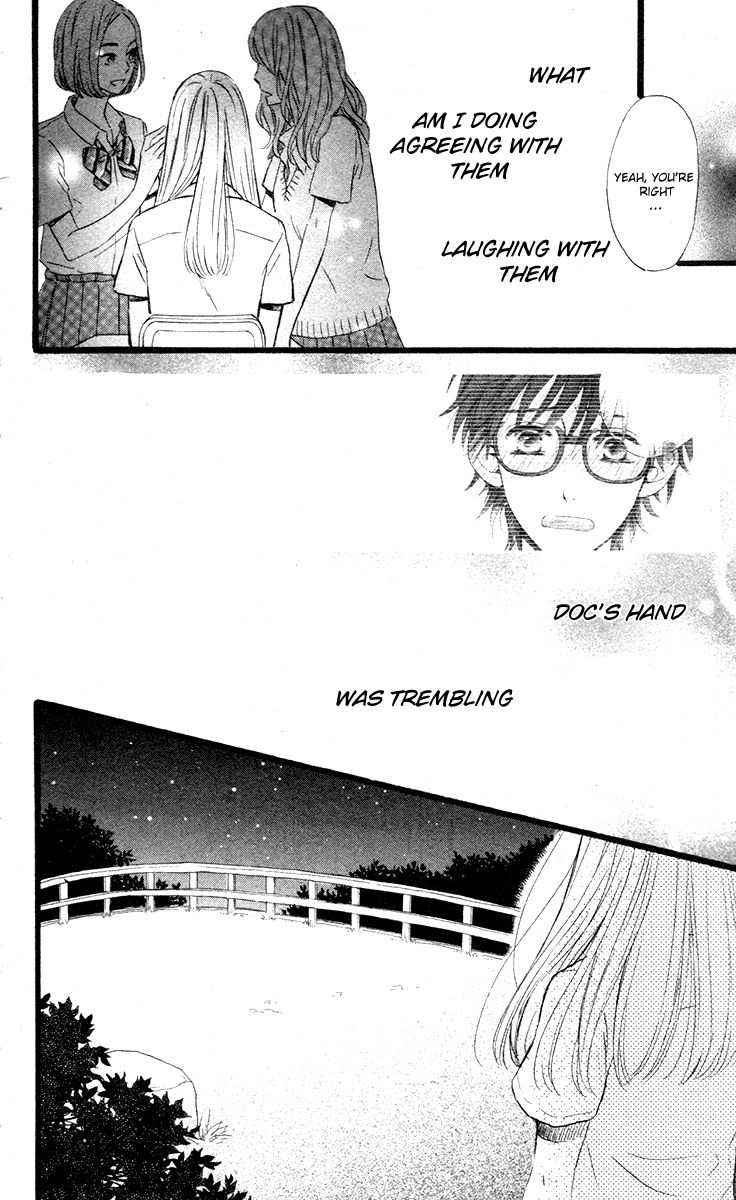 YEAH, YOU'RE
RIGHT
...
WHAT
AM I DOING
AGREEING WITH
THEM
LAUGHING WITH
THEM
DOC'S HAND
WAS TREMBLING